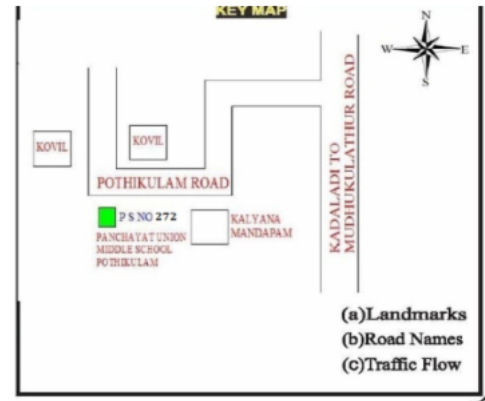 KEY MAP
N
W
E
S
KOVIL
KOVIL
POTHIKULAM ROAD
P S NO 272
PANCHAYAT UNION
MIDDLE SCHOOL
POTHIKULAM
KALYANA
MANDAPAM
KADALADI TO
MUDHUKULATHUR ROAD
(a)Landmarks
(b)Road Names
(c)Traffic Flow